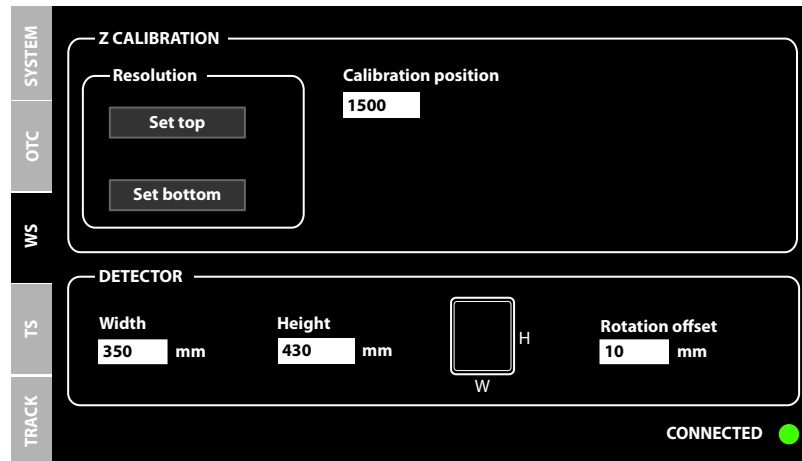 SYSTEM
OTC
WS
TS
TRACK
Z CALIBRATION
Resolution
Set top
Set bottom
Calibration position
1500
DETECTOR
Width
350 mm
Height
430 mm
H
W
Rotation offset
10 mm
CONNECTED